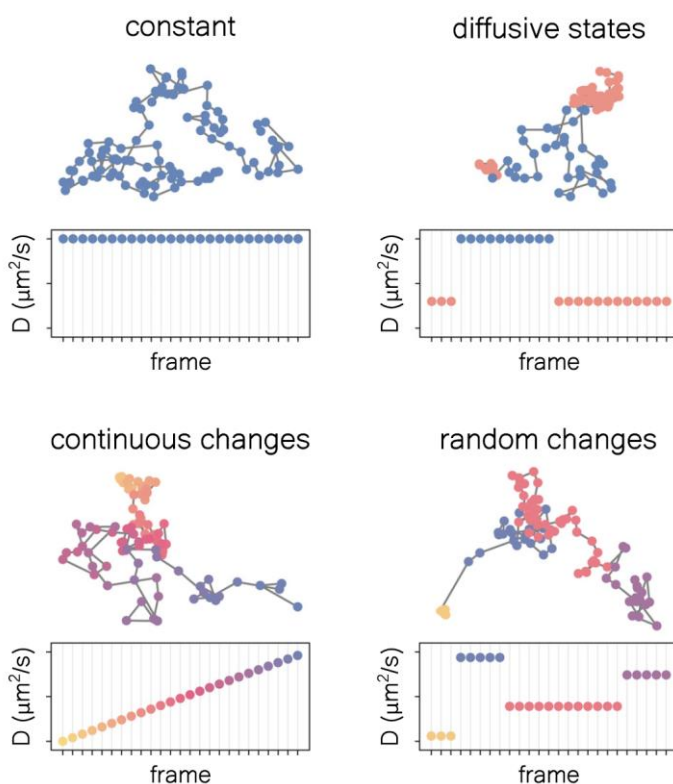 constant
D (μm²/s)
frame
diffusive states
D (μm²/s)
frame
continuous changes
D (μm²/s)
frame
random changes
D (μm²/s)
frame